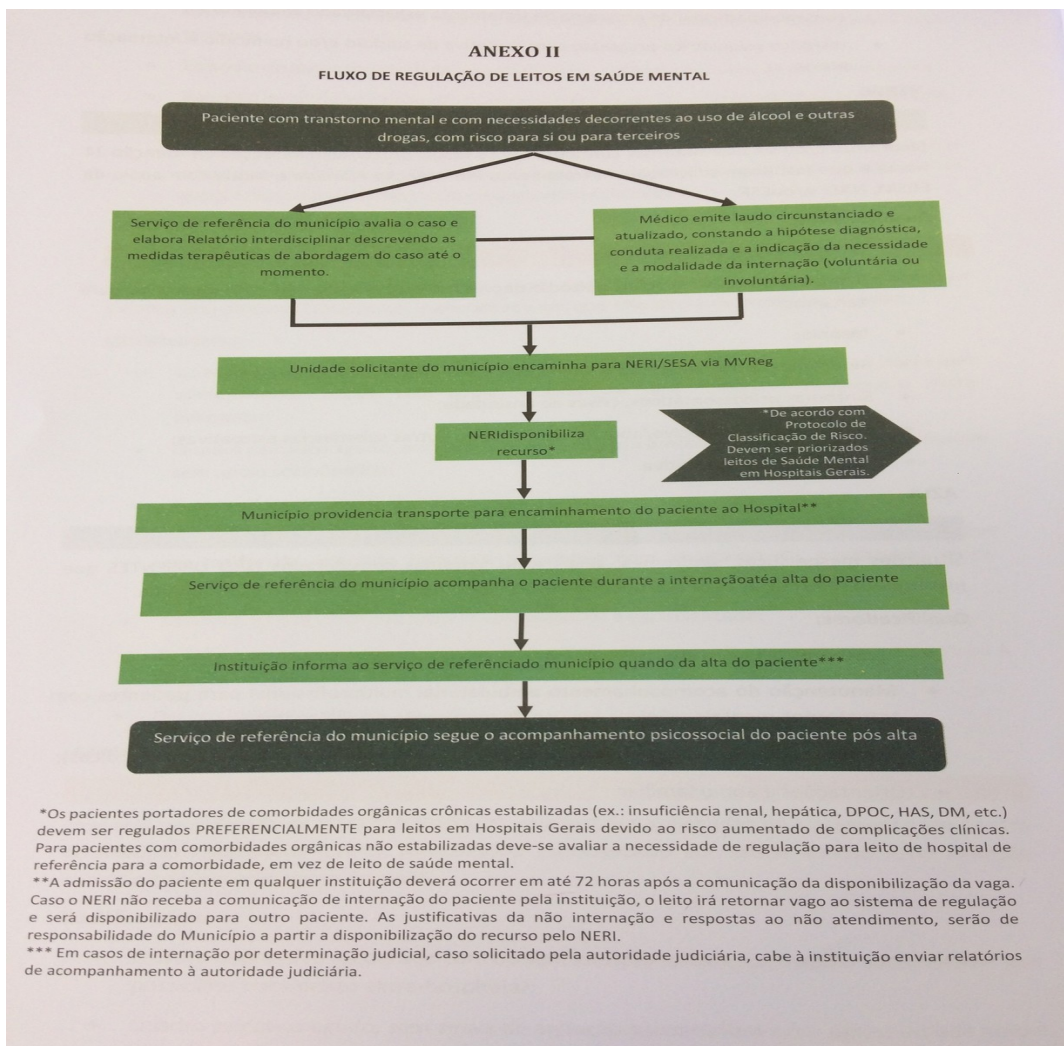 ANEXO II
FLUXO DE REGULAÇÃO DE LEITOS EM SAÚDE MENTAL
Paciente com transtorno mental e com necessidades decorrentes ao uso de álcool e outras
drogas, com risco para si ou para terceiros
Serviço de referência do município avalia o caso e
elabora Relatório interdisciplinar descrevendo as
medidas terapêuticas de abordagem do caso até o
momento.
Médico emite laudo circunstanciado e
atualizado, constando a hipótese diagnóstica,
conduta realizada e a indicação da necessidade
e a modalidade da internação (voluntária ou
involuntária).
Unidade solicitante do município encaminha para NERI/SESA via MVReg
NERIdisponibiliza
recurso*
*De acordo com
Protocolo de
Classificação de Risco.
Devem ser priorizados
leitos de Saúde Mental
em Hospitais Gerais.
Município providencia transporte para encaminhamento do paciente ao Hospital**
Serviço de referência do município acompanha o paciente durante a internaçãoatéa alta do paciente
Instituição informa ao serviço de referênciado município quando da alta do paciente***
Serviço de referência do município segue o acompanhamento psicossocial do paciente pós alta
*Os pacientes portadores de comorbidades orgânicas crônicas estabilizadas (ex.: insuficiência renal, hepática, DPOC, HAS, DM, etc.)
devem ser regulados PREFERENCIALMENTE para leitos em Hospitais Gerais devido ao risco aumentado de complicações clínicas.
Para pacientes com comorbidades orgânicas não estabilizadas deve-se avaliar a necessidade de regulação para leito de hospital de
referência para a comorbidade, em vez de leito de saúde mental.
**A admissão do paciente em qualquer instituição deverá ocorrer em até 72 horas após a comunicação da disponibilização da vaga.
Caso o NERI não receba a comunicação de internação do paciente pela instituição, o leito irá retornar vago ao sistema de regulação
e será disponibilizado para outro paciente. As justificativas da não internação e respostas ao não atendimento, serão de
responsabilidade do Município a partir a disponibilização do recurso pelo NERI.
*** Em casos de internação por determinação judicial, caso solicitado pela autoridade judiciária, cabe à instituição enviar relatórios
de acompanhamento à autoridade judiciária.